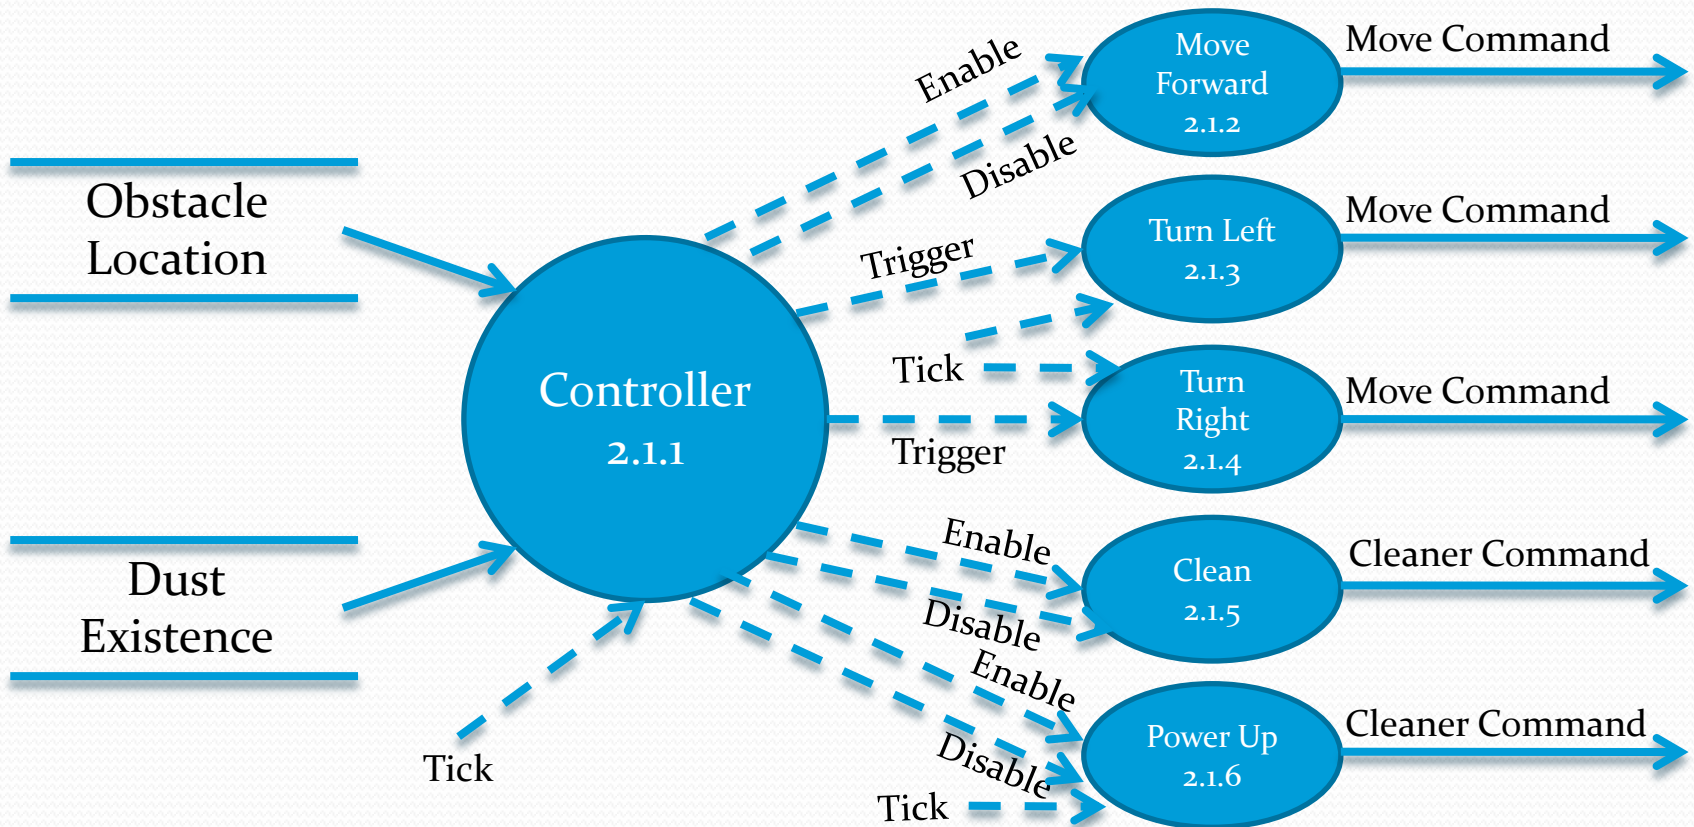 Enable
Move
Forward
2.1.2
Move Command
Disable
Obstacle
Location
Trigger
Turn Left
2.1.3
Move Command
Tick
Controller
2.1.1
Trigger
Turn
Right
2.1.4
Move Command
Dust
Existence
Enable
Disable
Clean
2.1.5
Cleaner Command
Tick
Enable
Disable
Tick
Power Up
2.1.6
Cleaner Command